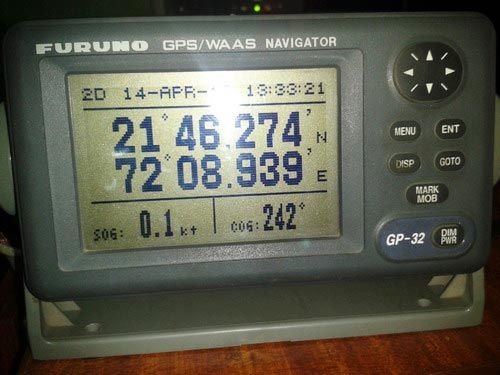 FURUNO GPS/WAAS NAVIGATOR
2D 14-APR-1 13:33:21
21°46.274' N
72°08.939' E
SOG: 0.1 kt COG: 242°
MENU ENT
DISP GOTO
MARK MOB
GP-32 DIM PWR